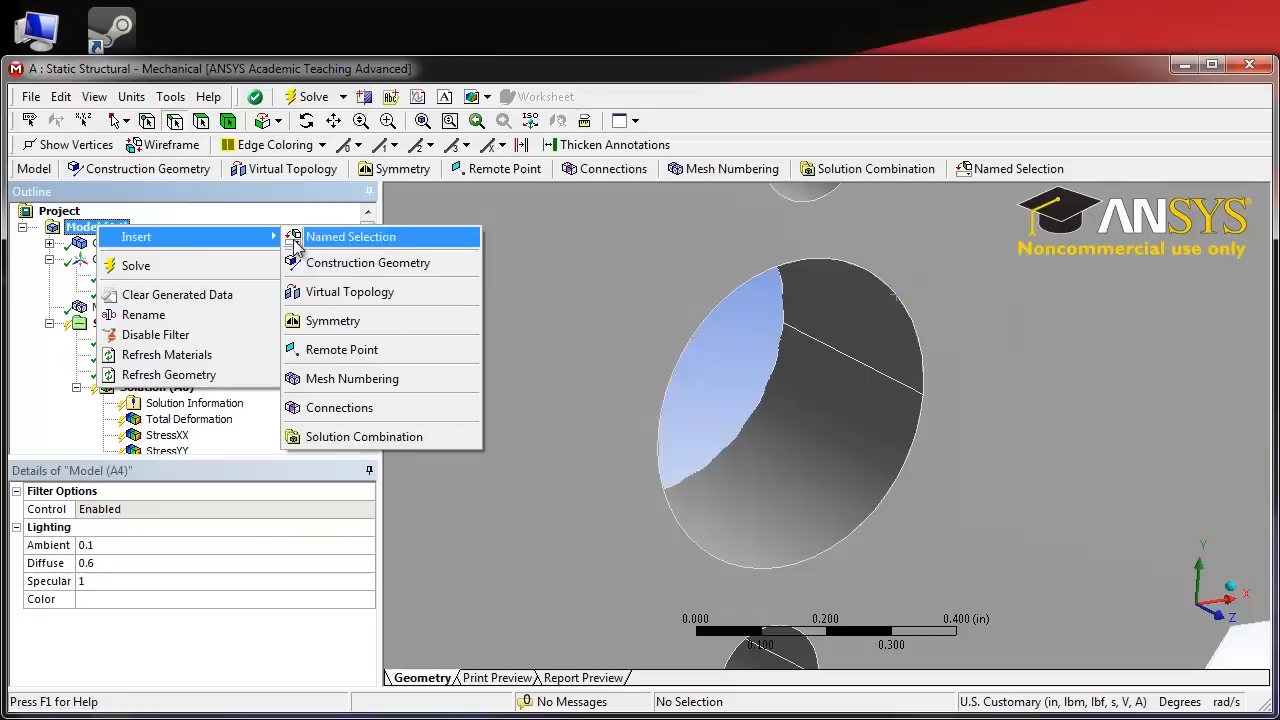 A : Static Structural - Mechanical [ANSYS Academic Teaching Advanced]
File Edit View Units Tools Help Solve Worksheet
Show Vertices Wireframe Edge Coloring Thicken Annotations
Model Construction Geometry Virtual Topology Symmetry Remote Point Connections Mesh Numbering Solution Combination Named Selection
Outline
Project
Insert
Solve
Clear Generated Data
Rename
Disable Filter
Refresh Materials
Refresh Geometry
Named Selection
Construction Geometry
Virtual Topology
Symmetry
Remote Point
Mesh Numbering
Connections
Solution Combination
Solution Information
Total Deformation
StressXX
StressYY
Details of "Model (A4)"
Filter Options
Control Enabled
Lighting
Ambient 0.1
Diffuse 0.6
Specular 1
Color
ANSYS
Noncommercial use only
0.000 0.200 0.400 (in)
0.100 0.300
Y
X
Z
Geometry Print Preview Report Preview
Press F1 for Help No Messages No Selection U.S. Customary (in, lbm, lbf, s, V, A) Degrees rad/s